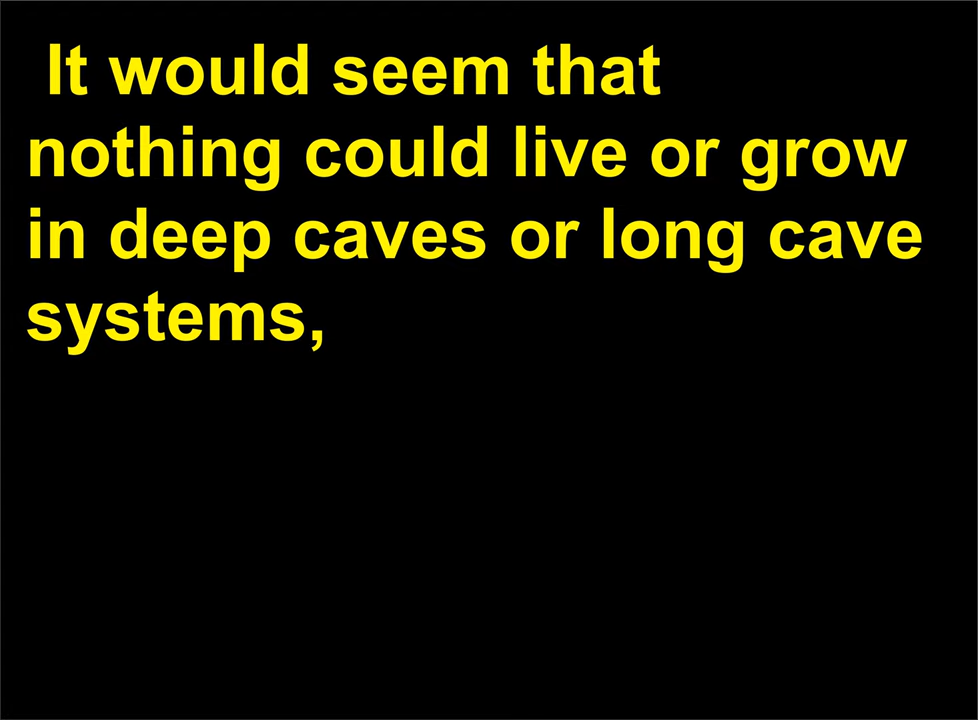 It would seem that
nothing could live or grow
in deep caves or long cave
systems,